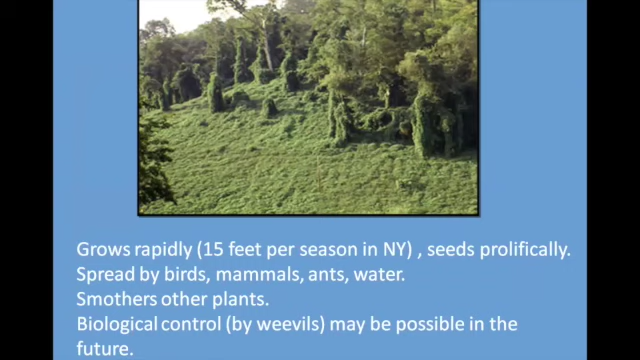 Grows rapidly (15 feet per season in NY) , seeds prolifically.
Spread by birds, mammals, ants, water.
Smothers other plants.
Biological control (by weevils) may be possible in the
future.